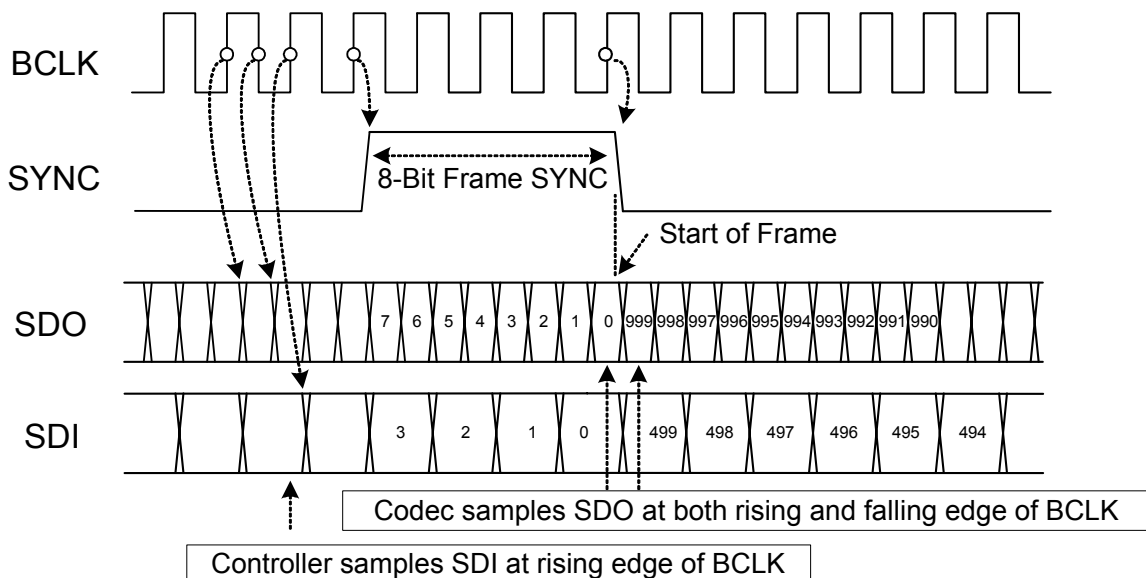 BCLK
SYNC
8-Bit Frame SYNC
Start of Frame
SDO
7 6 5 4 3 2 1 0 999 998 997 996 995 994 993 992 991 990
SDI
3 2 1 0 499 498 497 496 495 494
Codec samples SDO at both rising and falling edge of BCLK
Controller samples SDI at rising edge of BCLK